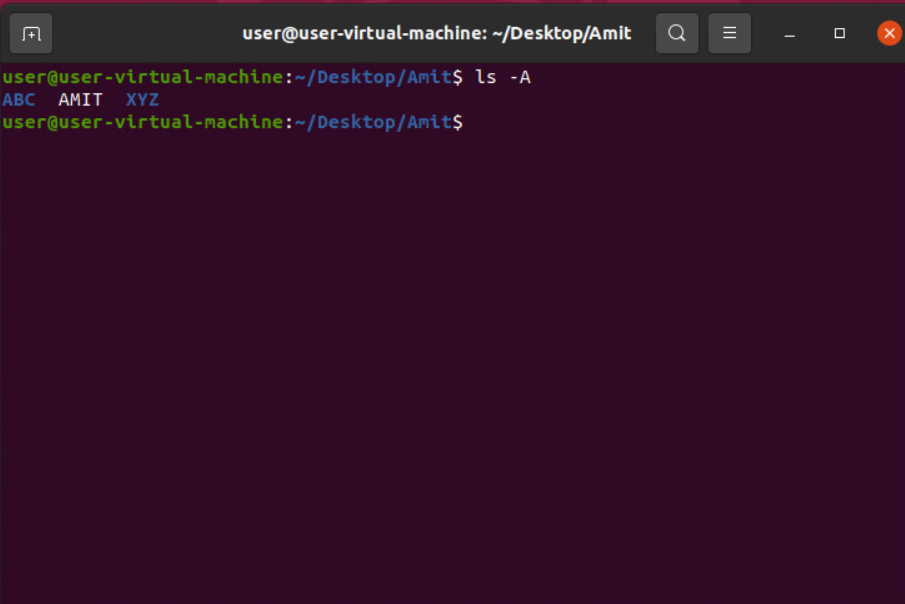 user@user-virtual-machine: ~/Desktop/Amit
user@user-virtual-machine:~/Desktop/Amit$ ls -A
ABC  AMIT  XYZ
user@user-virtual-machine:~/Desktop/Amit$